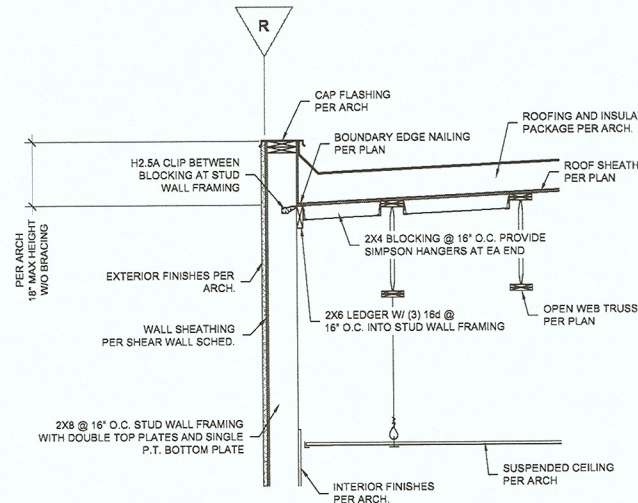 R
CAP FLASHING
PER ARCH
ROOFING AND INSULA
PACKAGE PER ARCH.
BOUNDARY EDGE NAILING
PER PLAN
H2.5A CLIP BETWEEN
BLOCKING AT STUD
WALL FRAMING
ROOF SHEATH
PER PLAN
PER ARCH
18" MAX HEIGHT
W/O BRACING
2X4 BLOCKING @ 16" O.C. PROVIDE
SIMPSON HANGERS AT EA END
EXTERIOR FINISHES PER
ARCH.
2X6 LEDGER W/ (3) 16d @
16" O.C. INTO STUD WALL FRAMING
OPEN WEB TRUSS
PER PLAN
WALL SHEATHING
PER SHEAR WALL SCHED.
2X8 @ 16" O.C. STUD WALL FRAMING
WITH DOUBLE TOP PLATES AND SINGLE
P.T. BOTTOM PLATE
SUSPENDED CEILING
PER ARCH
INTERIOR FINISHES
PER ARCH.